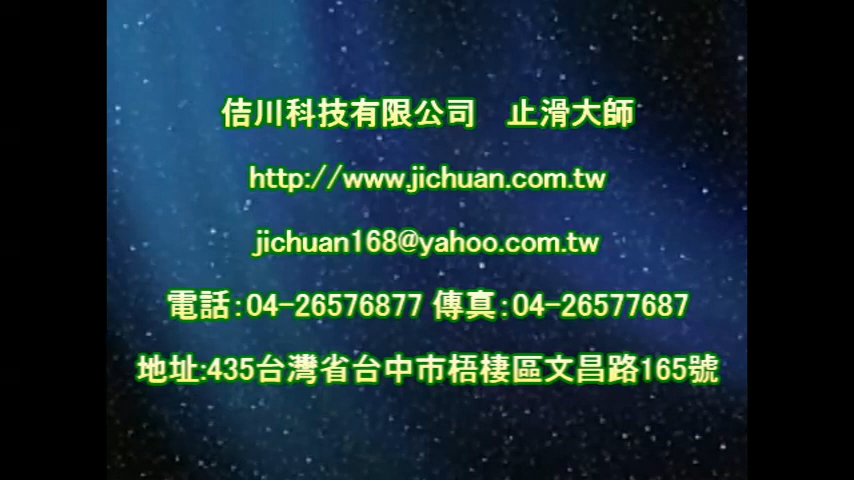 佶川科技有限公司　止滑大師
http://www.jichuan.com.tw
jichuan168@yahoo.com.tw
電話:04-26576877 傳真:04-26577687
地址:435台灣省台中市梧棲區文昌路165號